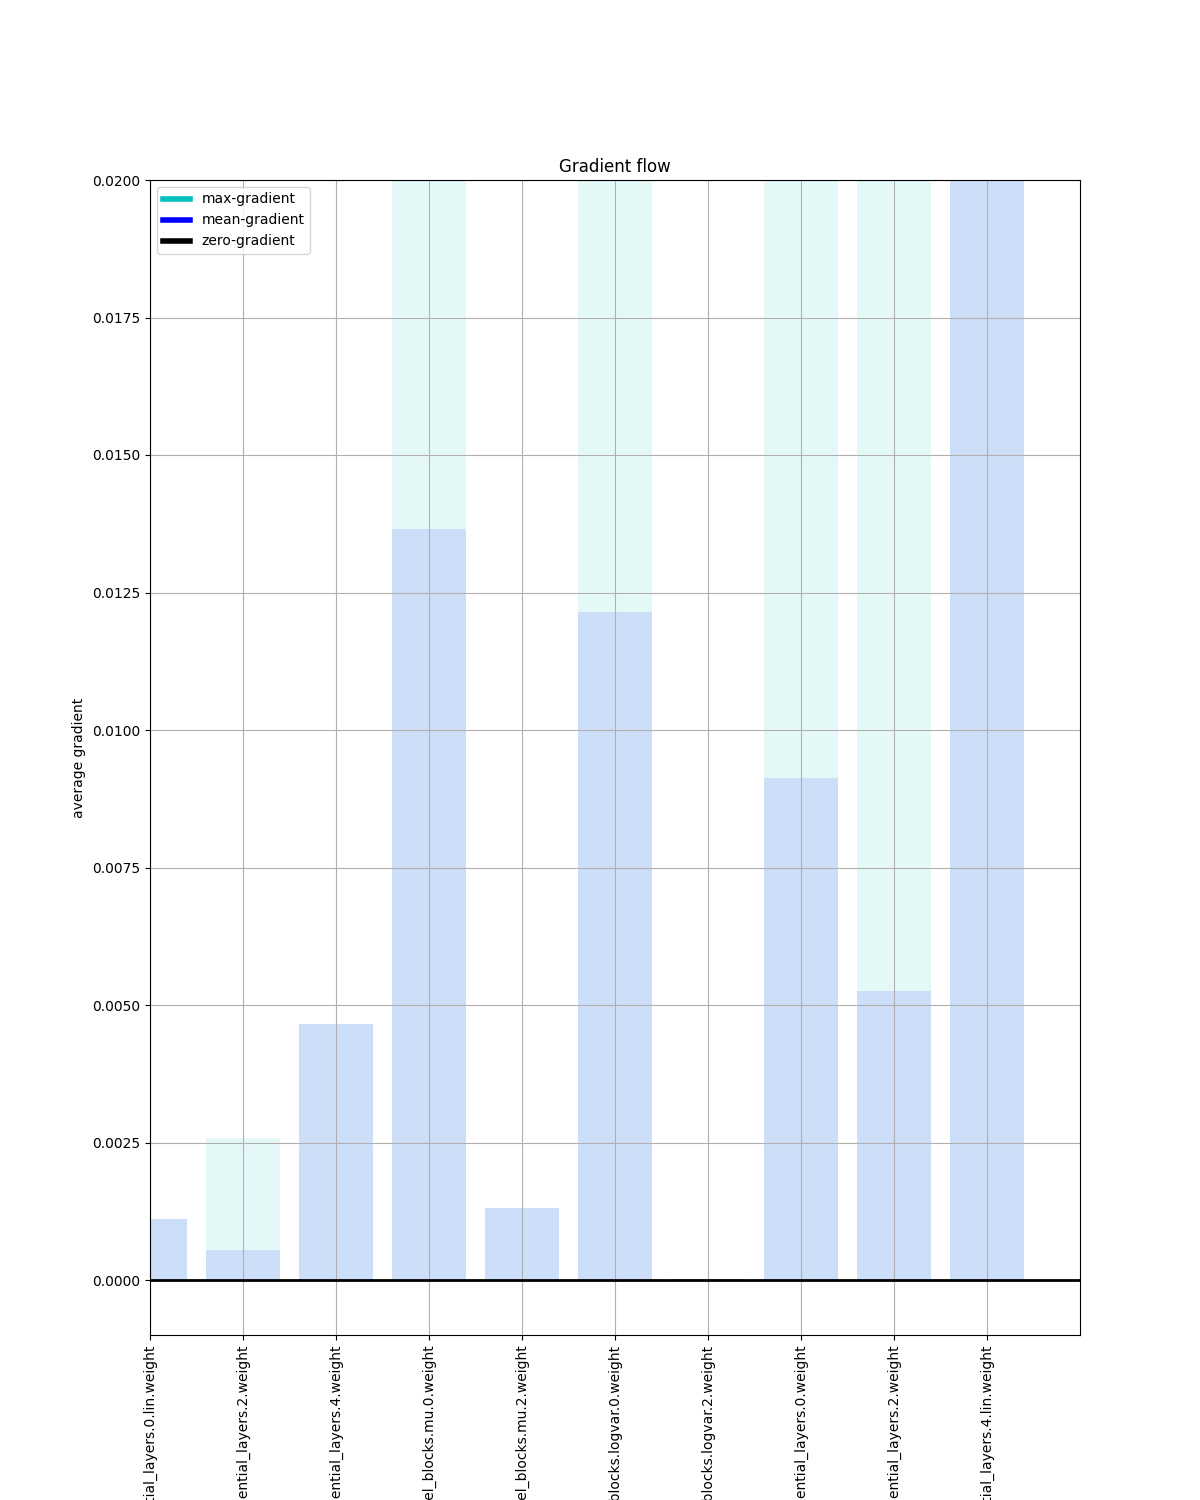 Gradient flow
max-gradient
mean-gradient
zero-gradient
0.0200
0.0175
0.0150
0.0125
0.0100
0.0075
0.0050
0.0025
0.0000
average gradient
tial_layers.0.lin.weight
ential_layers.2.weight
ential_layers.4.weight
el_blocks.mu.0.weight
el_blocks.mu.2.weight
blocks.logvar.0.weight
blocks.logvar.2.weight
ential_layers.0.weight
ential_layers.2.weight
tial_layers.4.lin.weight